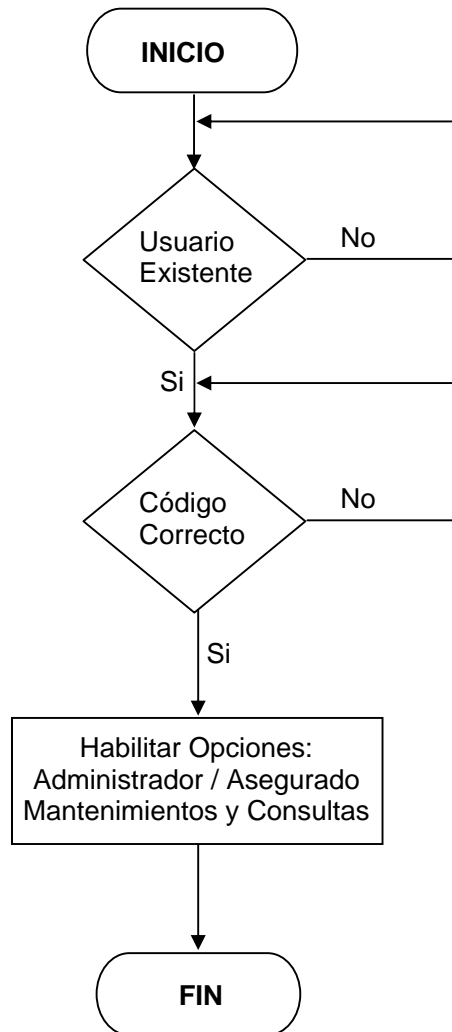 INICIO
Usuario
Existente
No
Si
Código
Correcto
No
Si
Habilitar Opciones:
Administrador / Asegurado
Mantenimientos y Consultas
FIN